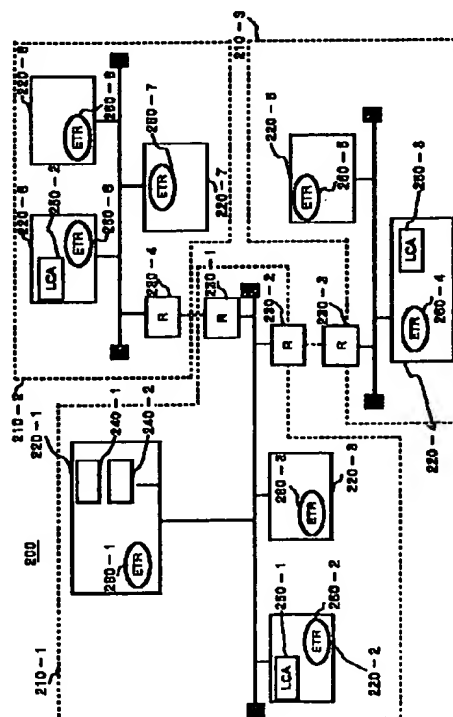 200
210-1
220-1
240-1
240-2
ETR
260-1
210-2
LCA
250-2
ETR
260-6
220-8
ETR
260-8
ETR
260-7
220-7
R
230-4
R
230-1
R
230-2
R
230-3
LCA
250-1
ETR
260-2
220-2
ETR
260-3
220-3
210-3
220-5
ETR
260-5
LCA
250-3
ETR
260-4
220-4